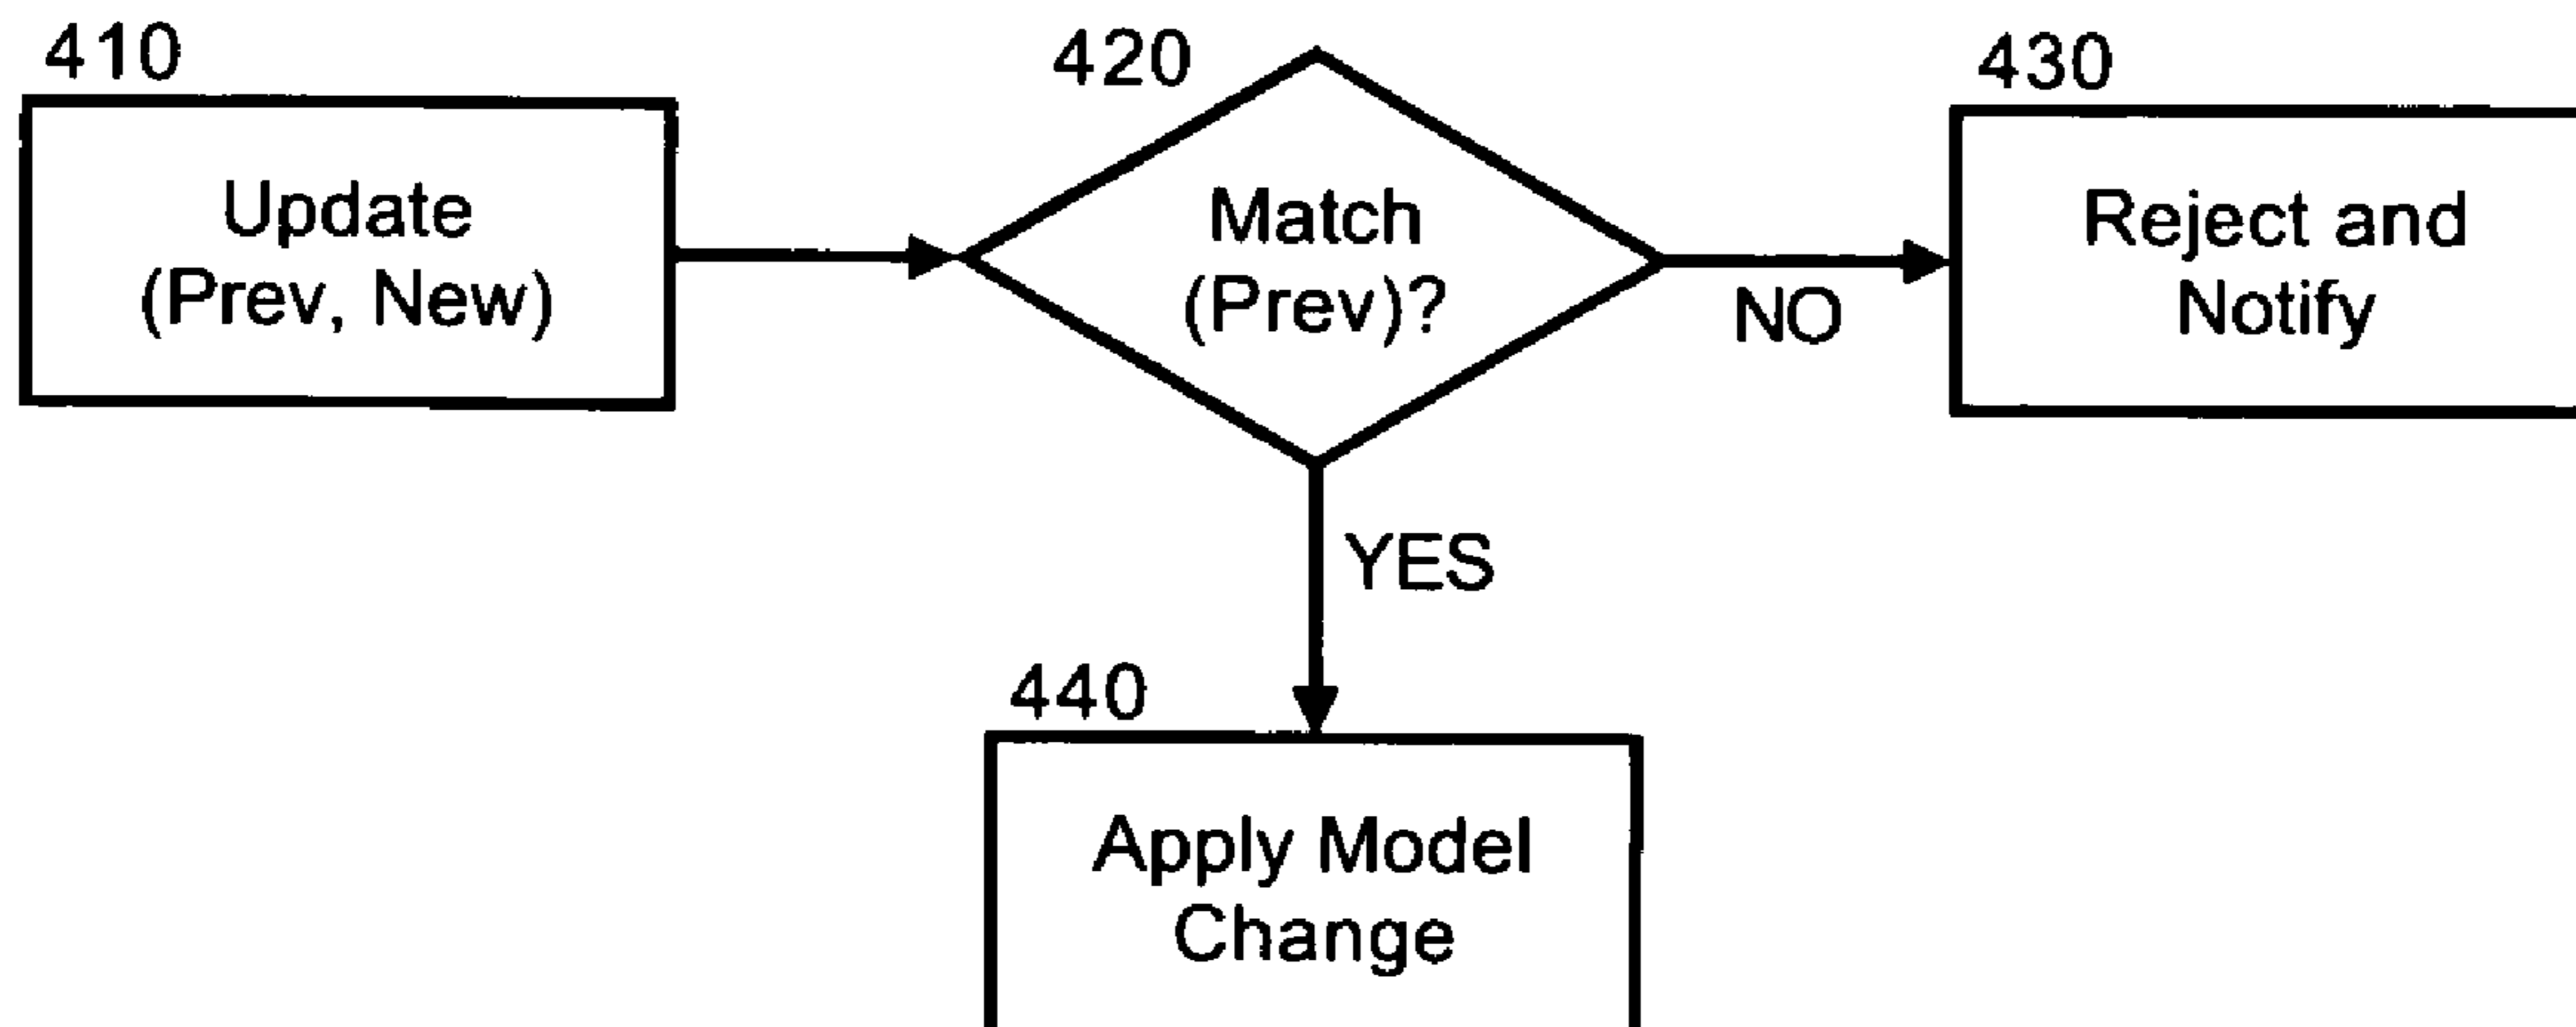 410
Update
(Prev, New)
420
Match
(Prev)?
NO
430
Reject and
Notify
YES
440
Apply Model
Change